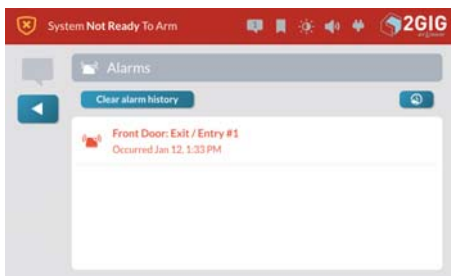 System Not Ready To Arm
2GIG
Alarms
Clear alarm history
Front Door: Exit / Entry #1
Occurred Jan 12, 1:33 PM